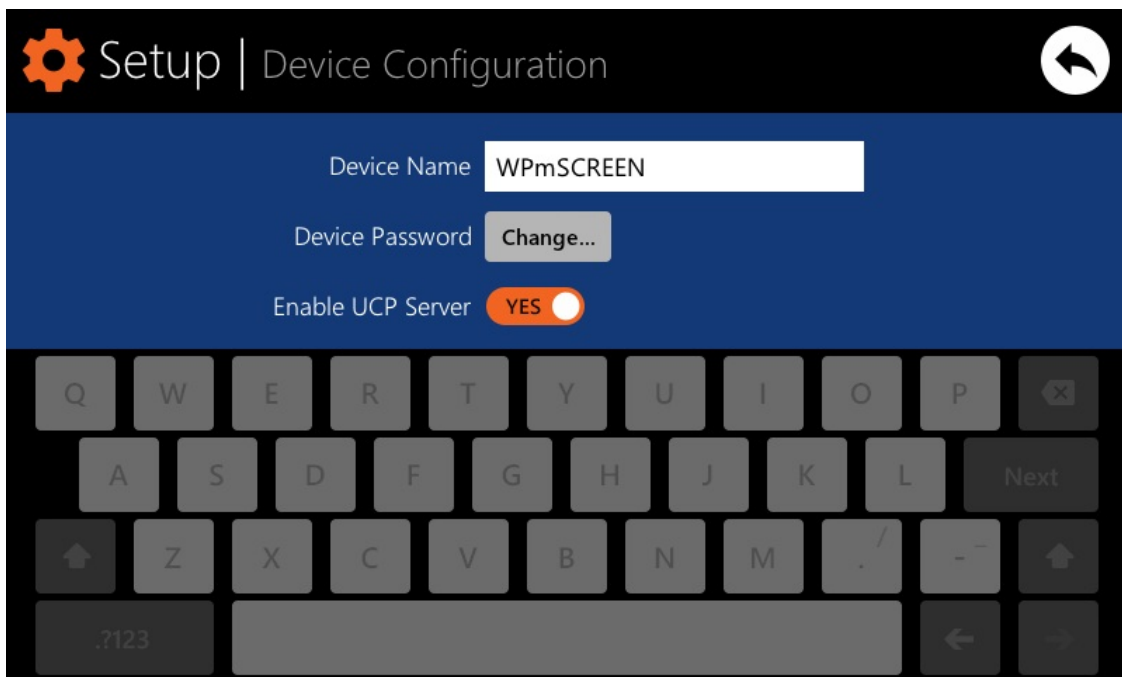 Setup | Device Configuration
Device Name WPmSCREEN
Device Password Change...
Enable UCP Server YES
Q W E R T Y U I O P
A S D F G H J K L Next
Z X C V B N M . / - _
.?123